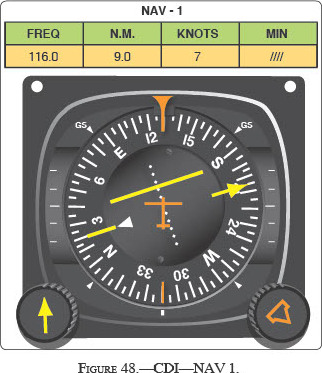 NAV - 1
FREQ N.M. KNOTS MIN
116.0 9.0 7 ////
GS GS
12 15 S 24 W 30 33 N 3 6 E
FIGURE 48.—CDI—NAV 1.